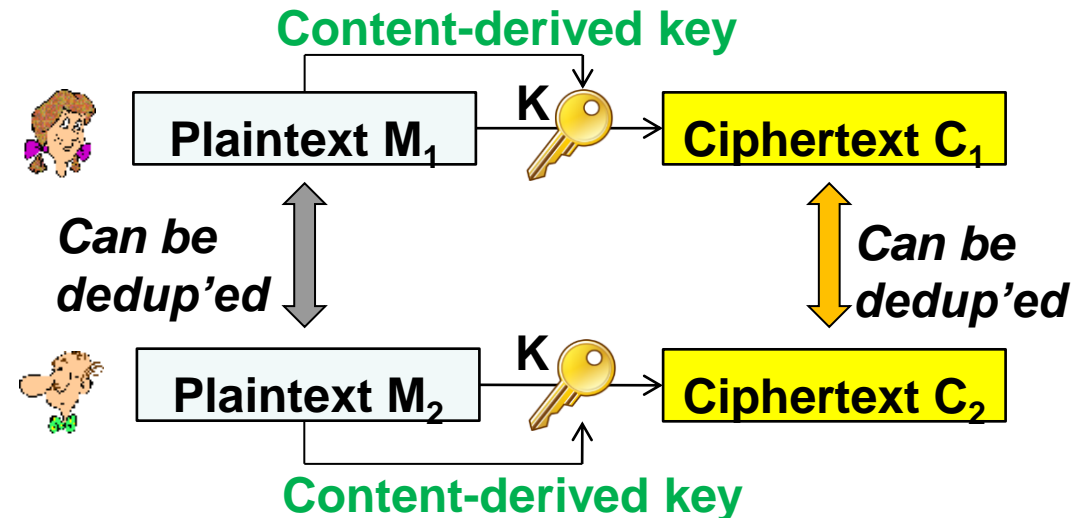 Content-derived key
K
Plaintext M₁
Ciphertext C₁
Can be
dedup’ed
Can be
dedup’ed
K
Plaintext M₂
Ciphertext C₂
Content-derived key